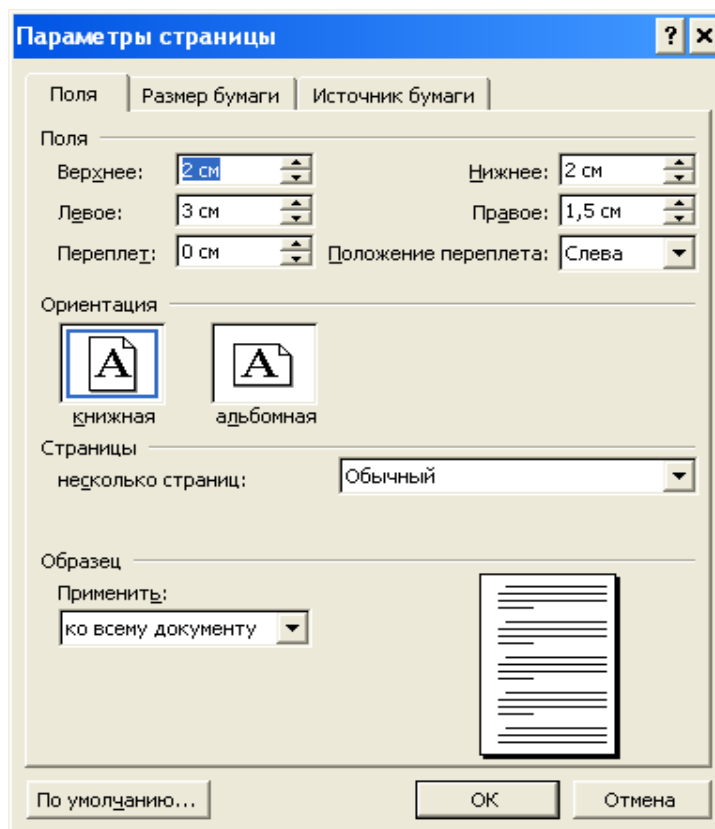 Параметры страницы
Поля Размер бумаги Источник бумаги
Поля
Верхнее: 2 см Нижнее: 2 см
Левое: 3 см Правое: 1,5 см
Переплет: 0 см Положение переплета: Слева
Ориентация
A A
книжная альбомная
Страницы
несколько страниц: Обычный
Образец
Применить:
ко всему документу
По умолчанию... ОК Отмена